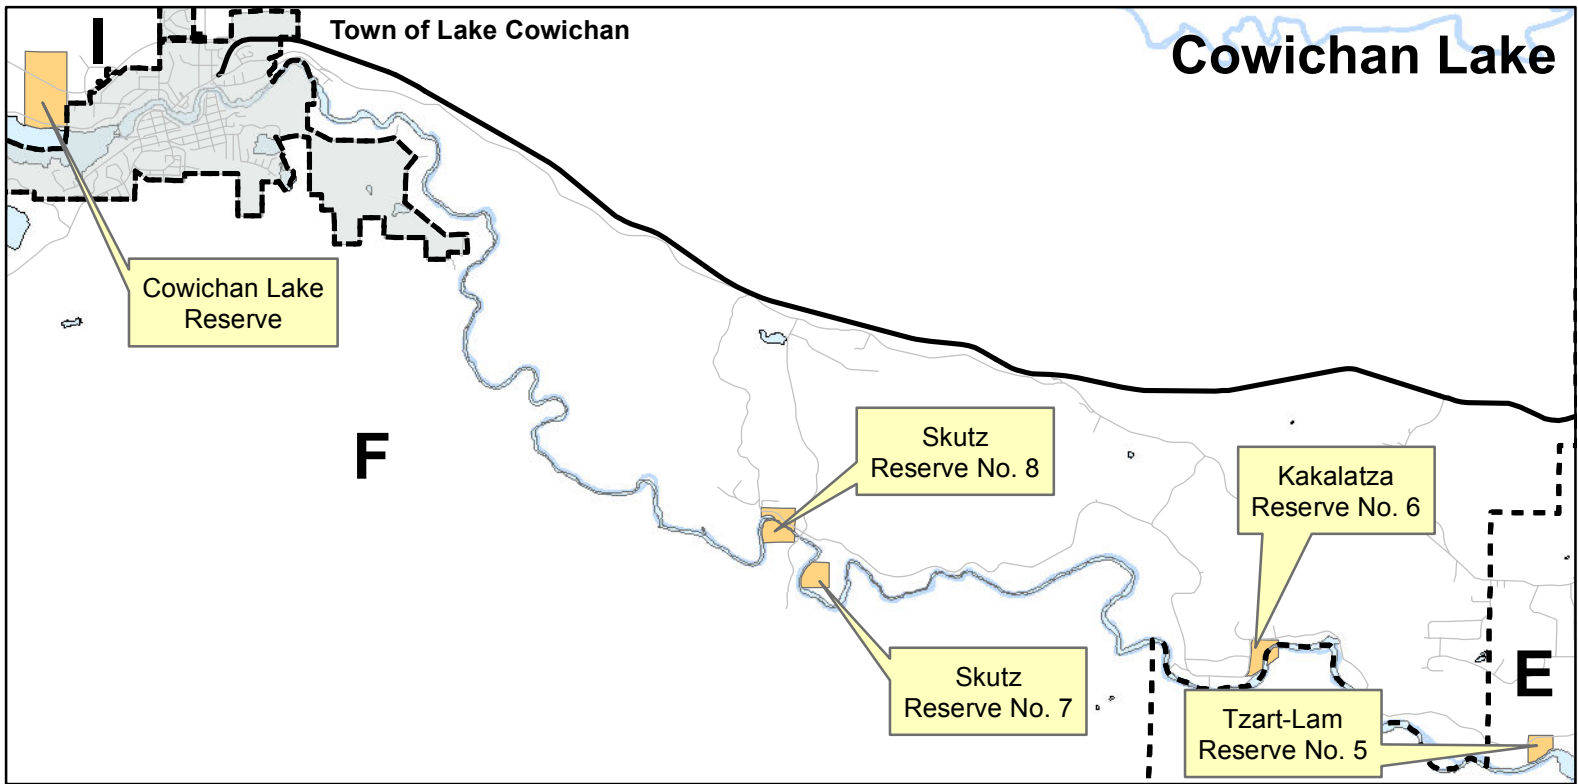 I
Town of Lake Cowichan
Cowichan Lake
Cowichan Lake
Reserve
F
Skutz
Reserve No. 8
Kakalatza
Reserve No. 6
Skutz
Reserve No. 7
E
Tzart-Lam
Reserve No. 5